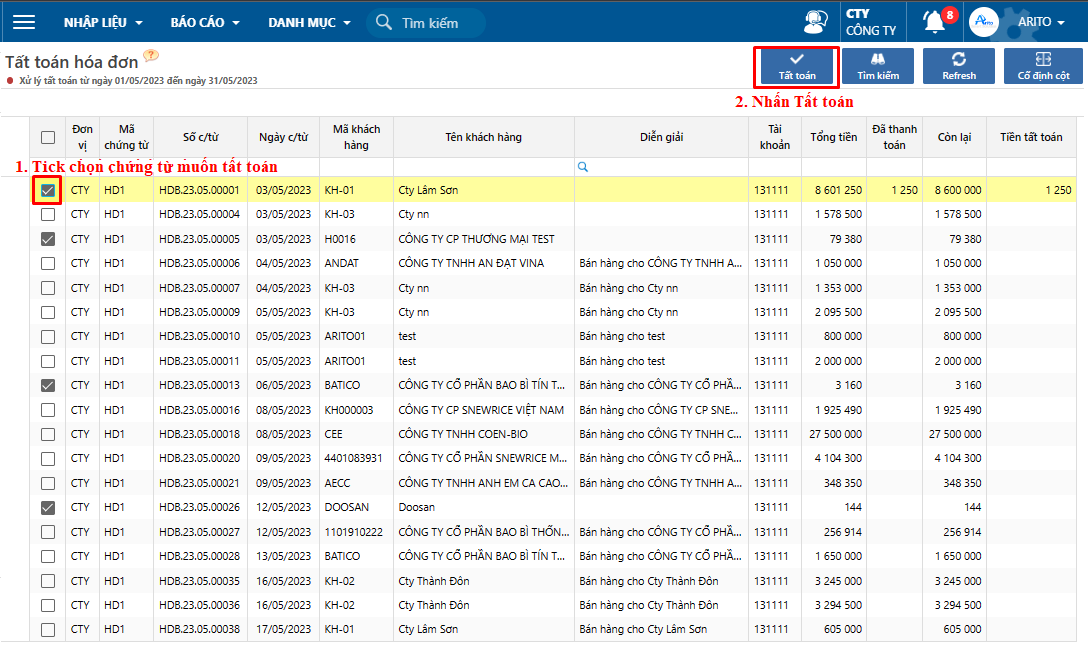 NHẬP LIỆU BÁO CÁO DANH MỤC Tìm kiếm CTY CÔNG TY 8 Arito ARITO
Tất toán hóa đơn ?
Xử lý tất toán từ ngày 01/05/2023 đến ngày 31/05/2023
Tất toán Tìm kiếm Refresh Cố định cột
2. Nhấn Tất toán
Đơn vị Mã chứng từ Số c/từ Ngày c/từ Mã khách hàng Tên khách hàng Diễn giải Tài khoản Tổng tiền Đã thanh toán Còn lại Tiền tất toán
1. Tick chọn chứng từ muốn tất toán
CTY HD1 HDB.23.05.00001 03/05/2023 KH-01 Cty Lâm Sơn 131111 8 601 250 1 250 8 600 000 1 250
CTY HD1 HDB.23.05.00004 03/05/2023 KH-03 Cty nn 131111 1 578 500 1 578 500
CTY HD1 HDB.23.05.00005 03/05/2023 H0016 CÔNG TY CP THƯƠNG MẠI TEST 131111 79 380 79 380
CTY HD1 HDB.23.05.00006 04/05/2023 ANDAT CÔNG TY TNHH AN ĐẠT VINA Bán hàng cho CÔNG TY TNHH A... 131111 1 050 000 1 050 000
CTY HD1 HDB.23.05.00007 04/05/2023 KH-03 Cty nn Bán hàng cho Cty nn 131111 1 353 000 1 353 000
CTY HD1 HDB.23.05.00009 05/05/2023 KH-03 Cty nn Bán hàng cho Cty nn 131111 2 095 500 2 095 500
CTY HD1 HDB.23.05.00010 05/05/2023 ARITO01 test Bán hàng cho test 131111 800 000 800 000
CTY HD1 HDB.23.05.00011 05/05/2023 ARITO01 test Bán hàng cho test 131111 2 000 000 2 000 000
CTY HD1 HDB.23.05.00013 06/05/2023 BATICO CÔNG TY CỔ PHẦN BAO BÌ TÍN T... Bán hàng cho CÔNG TY CỔ PHẦ... 131111 3 160 3 160
CTY HD1 HDB.23.05.00016 08/05/2023 KH000003 CÔNG TY CP SNEWRICE VIỆT NAM Bán hàng cho CÔNG TY CP SNE... 131111 1 925 490 1 925 490
CTY HD1 HDB.23.05.00018 08/05/2023 CEE CÔNG TY TNHH COEN-BIO Bán hàng cho CÔNG TY TNHH C... 131111 27 500 000 27 500 000
CTY HD1 HDB.23.05.00020 09/05/2023 4401083931 CÔNG TY CỔ PHẦN SNEWRICE M... Bán hàng cho CÔNG TY CỔ PHẦ... 131111 4 104 300 4 104 300
CTY HD1 HDB.23.05.00021 09/05/2023 AECC CÔNG TY TNHH ANH EM CA CAO... Bán hàng cho CÔNG TY TNHH A... 131111 348 350 348 350
CTY HD1 HDB.23.05.00026 12/05/2023 DOOSAN Doosan 131111 144 144
CTY HD1 HDB.23.05.00027 12/05/2023 1101910222 CÔNG TY CỔ PHẦN BAO BÌ THỐN... Bán hàng cho CÔNG TY CỔ PHẦ... 131111 256 914 256 914
CTY HD1 HDB.23.05.00028 13/05/2023 BATICO CÔNG TY CỔ PHẦN BAO BÌ TÍN T... Bán hàng cho CÔNG TY CỔ PHẦ... 131111 1 650 000 1 650 000
CTY HD1 HDB.23.05.00035 16/05/2023 KH-02 Cty Thành Đôn Bán hàng cho Cty Thành Đôn 131111 3 245 000 3 245 000
CTY HD1 HDB.23.05.00036 16/05/2023 KH-02 Cty Thành Đôn Bán hàng cho Cty Thành Đôn 131111 3 294 500 3 294 500
CTY HD1 HDB.23.05.00038 17/05/2023 KH-01 Cty Lâm Sơn Bán hàng cho Cty Lâm Sơn 131111 605 000 605 000